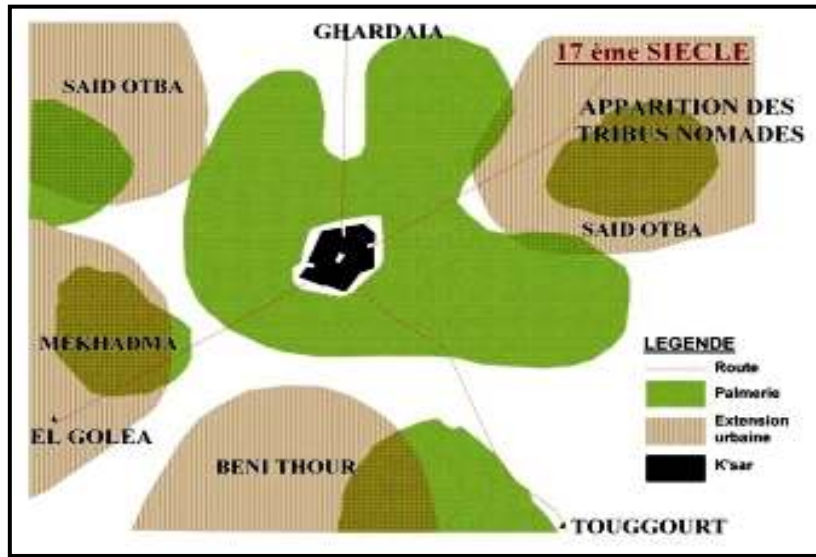 GHARDAIA
17 ème SIECLE
SAID OTBA
APPARITION DES
TRIBUS NOMADES
SAID OTBA
MEKHADMA
LEGENDE
Route
Palmerie
Extension
urbaine
K'sar
EL GOLEA
BENI THOUR
TOUGGOURT